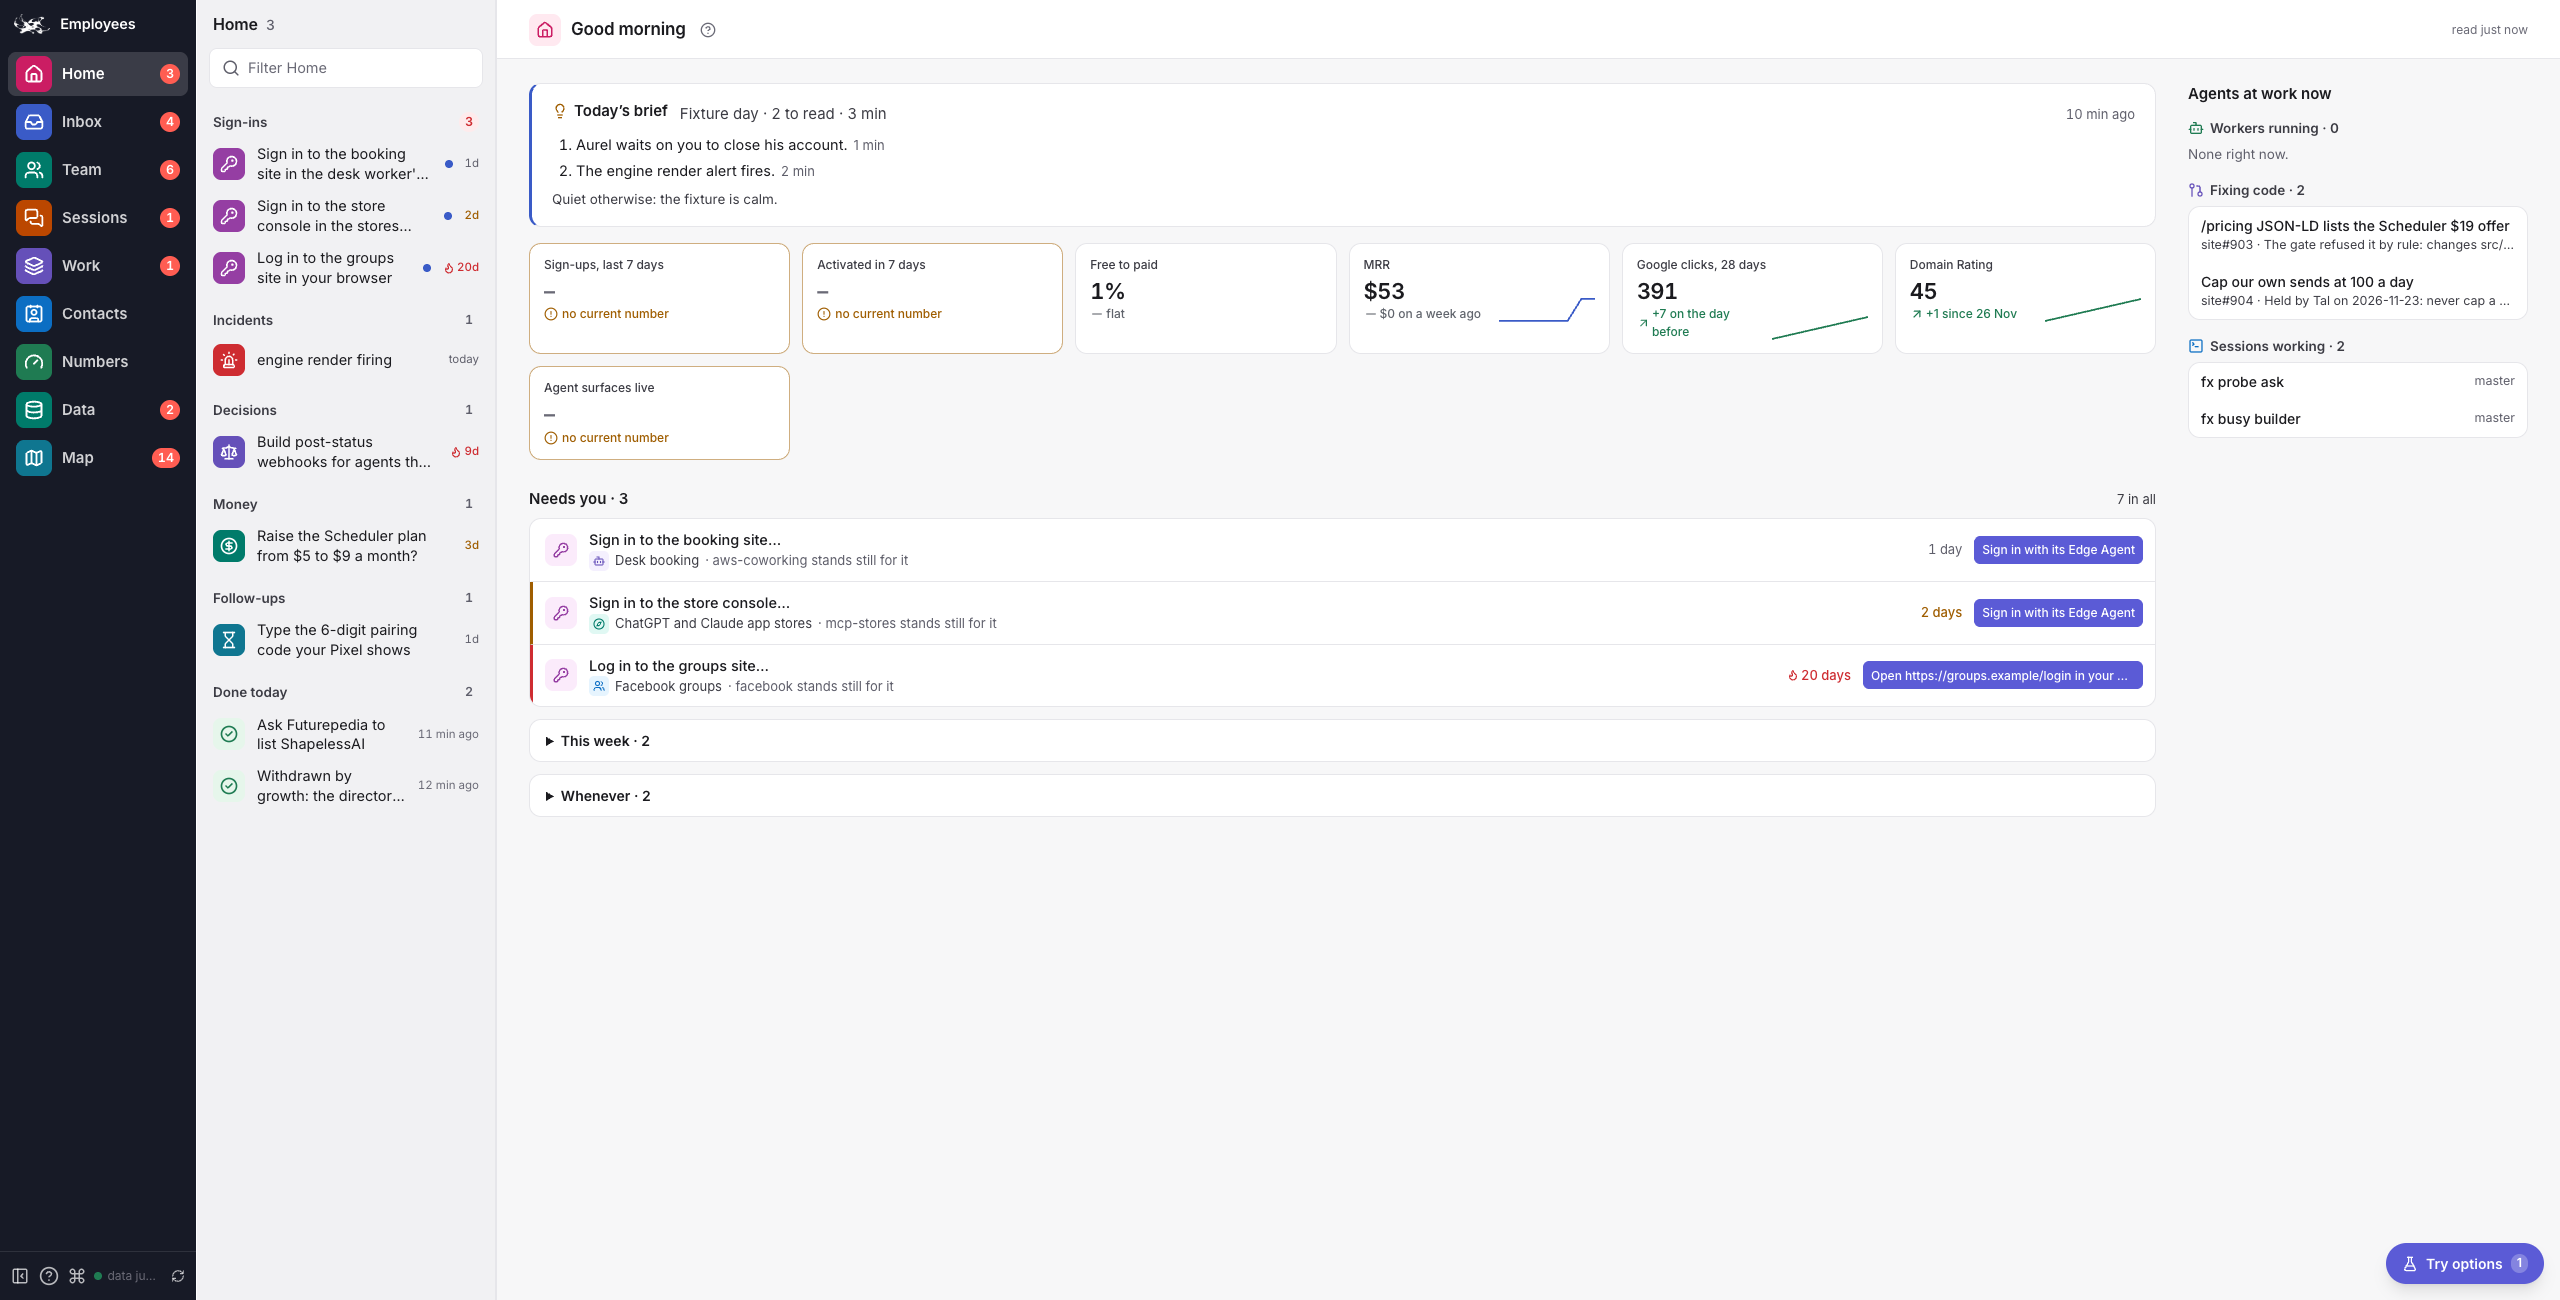 Employees
Home 3
Inbox 4
Team 6
Sessions 1
Work 1
Contacts
Numbers
Data 2
Map 14
data ju...
Home 3
Filter Home
Sign-ins 3
Sign in to the booking
site in the desk worker'... 1d
Sign in to the store
console in the stores... 2d
Log in to the groups
site in your browser 20d
Incidents 1
engine render firing today
Decisions 1
Build post-status
webhooks for agents th... 9d
Money 1
Raise the Scheduler plan
from $5 to $9 a month? 3d
Follow-ups 1
Type the 6-digit pairing
code your Pixel shows 1d
Done today 2
Ask Futurepedia to
list ShapelessAI 11 min ago
Withdrawn by
growth: the director... 12 min ago
Good morning
read just now
Today's brief Fixture day · 2 to read · 3 min 10 min ago
1. Aurel waits on you to close his account. 1 min
2. The engine render alert fires. 2 min
Quiet otherwise: the fixture is calm.
Sign-ups, last 7 days
–
no current number
Activated in 7 days
–
no current number
Free to paid
1%
— flat
MRR
$53
— $0 on a week ago
Google clicks, 28 days
391
+7 on the day
before
Domain Rating
45
+1 since 26 Nov
Agent surfaces live
–
no current number
Needs you · 3 7 in all
Sign in to the booking site...
Desk booking · aws-coworking stands still for it
1 day Sign in with its Edge Agent
Sign in to the store console...
ChatGPT and Claude app stores · mcp-stores stands still for it
2 days Sign in with its Edge Agent
Log in to the groups site...
Facebook groups · facebook stands still for it
20 days Open https://groups.example/login in your ...
This week · 2
Whenever · 2
Agents at work now
Workers running · 0
None right now.
Fixing code · 2
/pricing JSON-LD lists the Scheduler $19 offer
site#903 · The gate refused it by rule: changes src/...
Cap our own sends at 100 a day
site#904 · Held by Tal on 2026-11-23: never cap a ...
Sessions working · 2
fx probe ask master
fx busy builder master
Try options 1